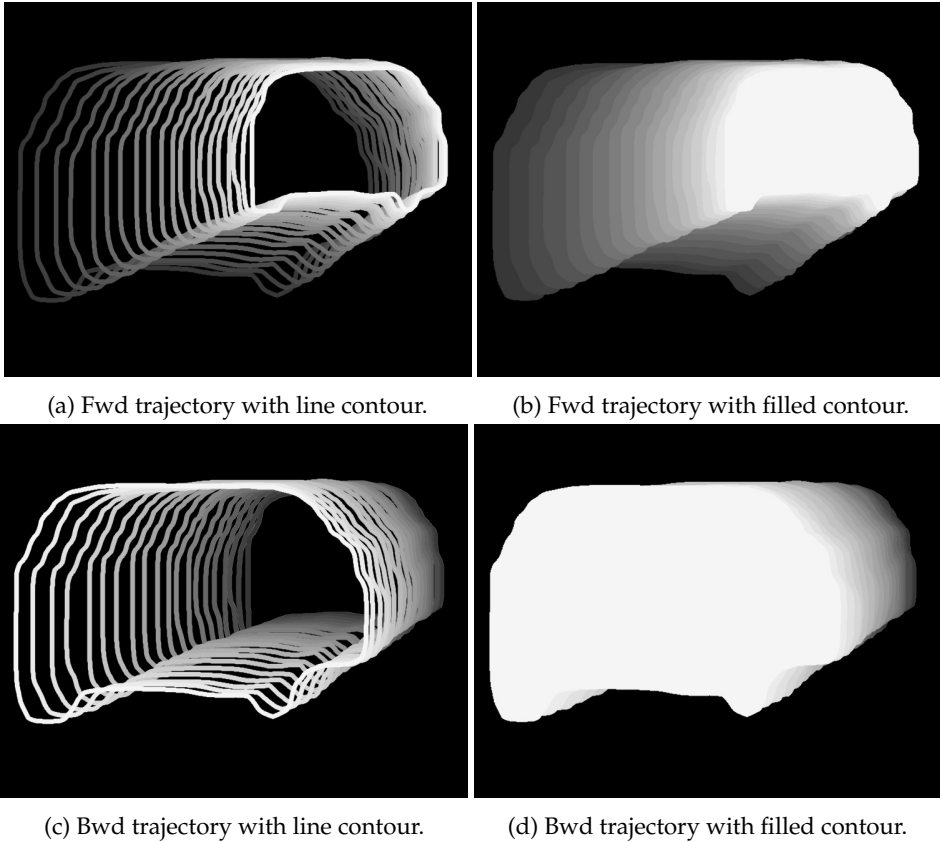 (a) Fwd trajectory with line contour.
(b) Fwd trajectory with filled contour.
(c) Bwd trajectory with line contour.
(d) Bwd trajectory with filled contour.